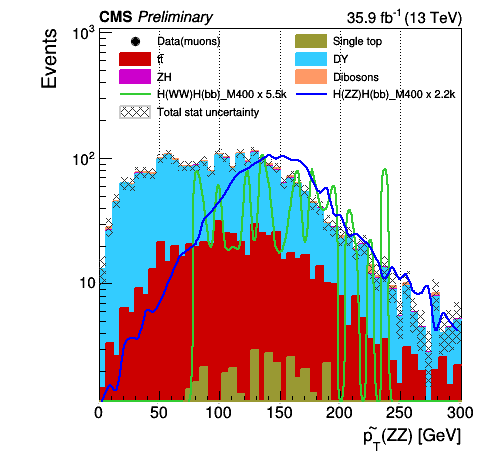 CMS Preliminary 35.9 fb⁻¹ (13 TeV)
Events
Data(muons) Single top
tt̄ DY
ZH Dibosons
H(WW)H(bb)_M400 x 5.5k H(ZZ)H(bb)_M400 x 2.2k
Total stat uncertainty
10³
10²
10
0 50 100 150 200 250 300
p̃_T(ZZ) [GeV]